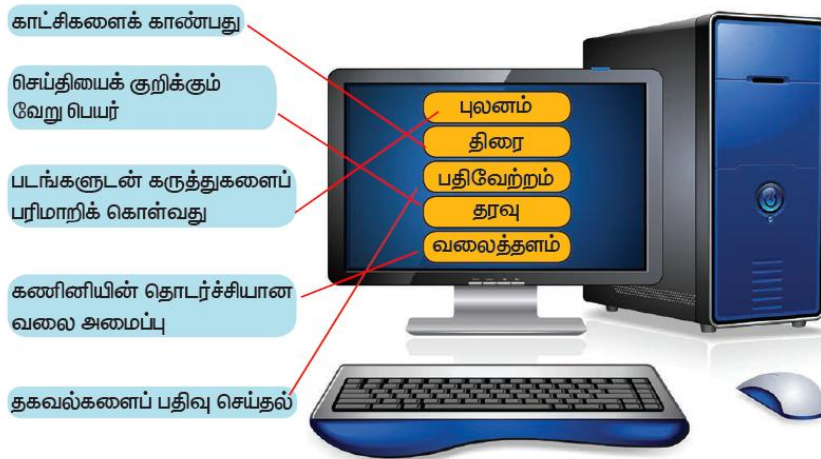 காட்சிகளைக் காண்பது
செய்தியைக் குறிக்கும்
வேறு பெயர்
படங்களுடன் கருத்துகளைப்
பரிமாறிக் கொள்வது
கணினியின் தொடர்ச்சியான
வலை அமைப்பு
தகவல்களைப் பதிவு செய்தல்
புலனம்
திரை
பதிவேற்றம்
தரவு
வலைத்தளம்